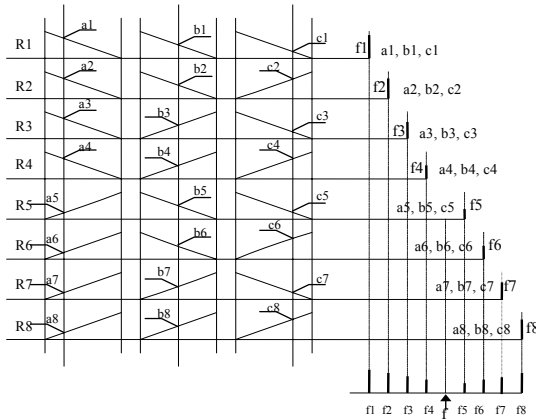 R1 a1 b1 c1 f1 a1, b1, c1
R2 a2 b2 c2 f2 a2, b2, c2
R3 a3 b3 c3 f3 a3, b3, c3
R4 a4 b4 c4 f4 a4, b4, c4
R5 a5 b5 c5 a5, b5, c5 f5
R6 a6 b6 c6 a6, b6, c6 f6
R7 a7 b7 c7 a7, b7, c7 f7
R8 a8 b8 c8 a8, b8, c8 f8
f1 f2 f3 f4 f f5 f6 f7 f8